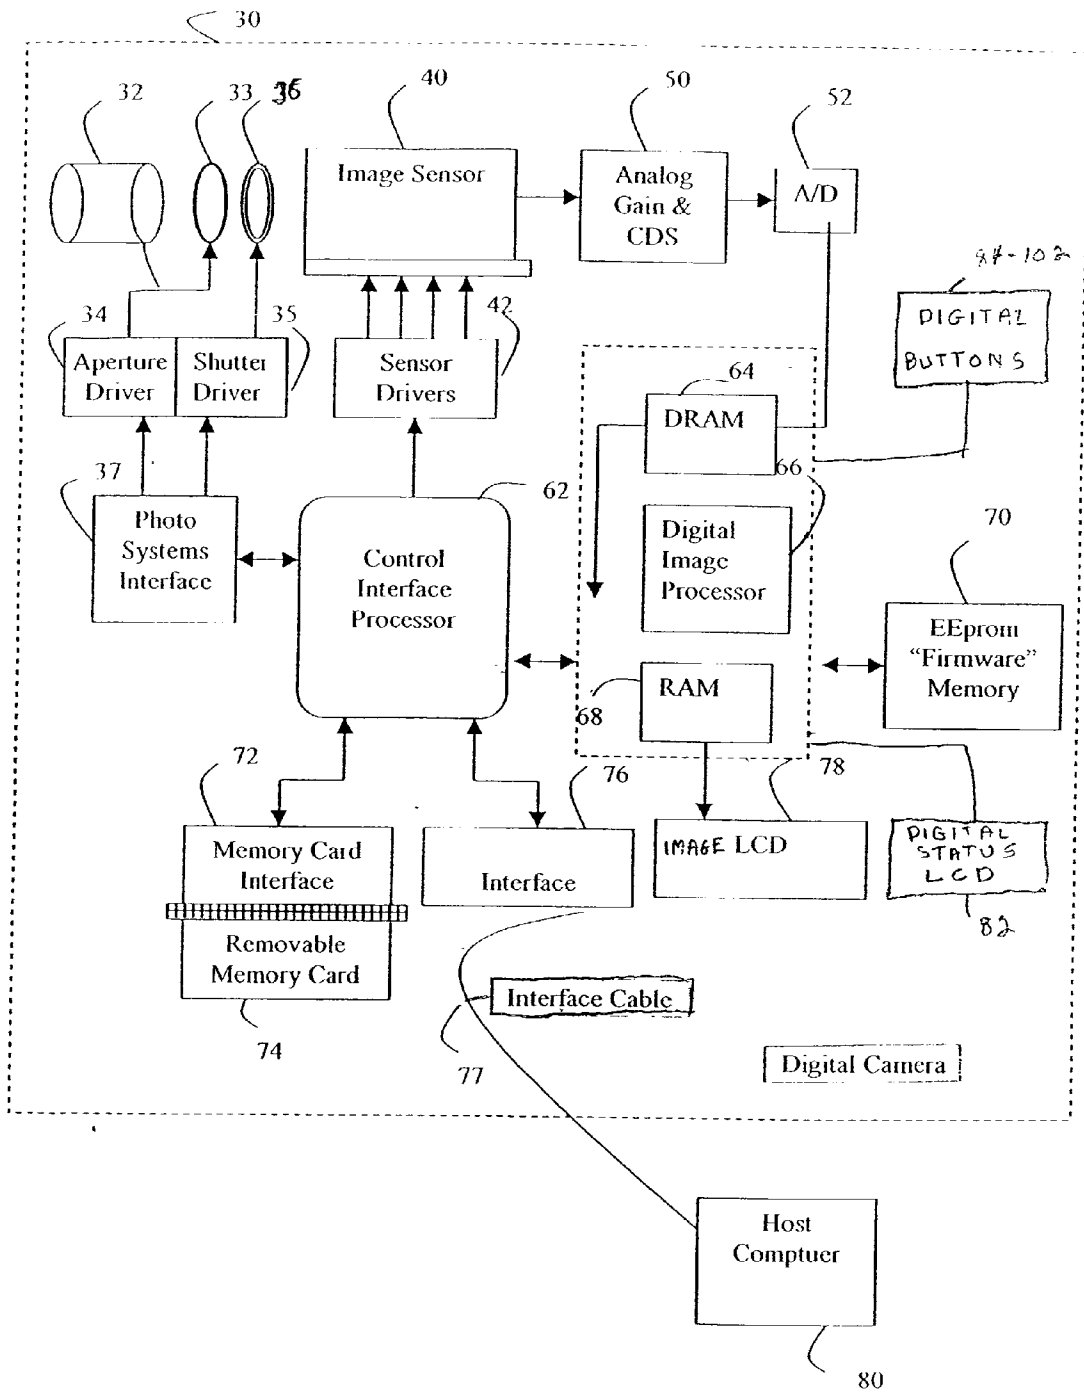 30
32
33
36
40
50
52
Image Sensor
Analog
Gain &
CDS
A/D
84-102
DIGITAL
BUTTONS
34
35
42
Aperture
Driver
Shutter
Driver
Sensor
Drivers
64
DRAM
66
37
Photo
Systems
Interface
62
Control
Interface
Processor
Digital
Image
Processor
70
EEprom
“Firmware”
Memory
68
RAM
72
76
78
Memory Card
Interface
Interface
IMAGE LCD
DIGITAL
STATUS
LCD
82
Removable
Memory Card
74
77
Interface Cable
Digital Camera
Host
Comptuer
80